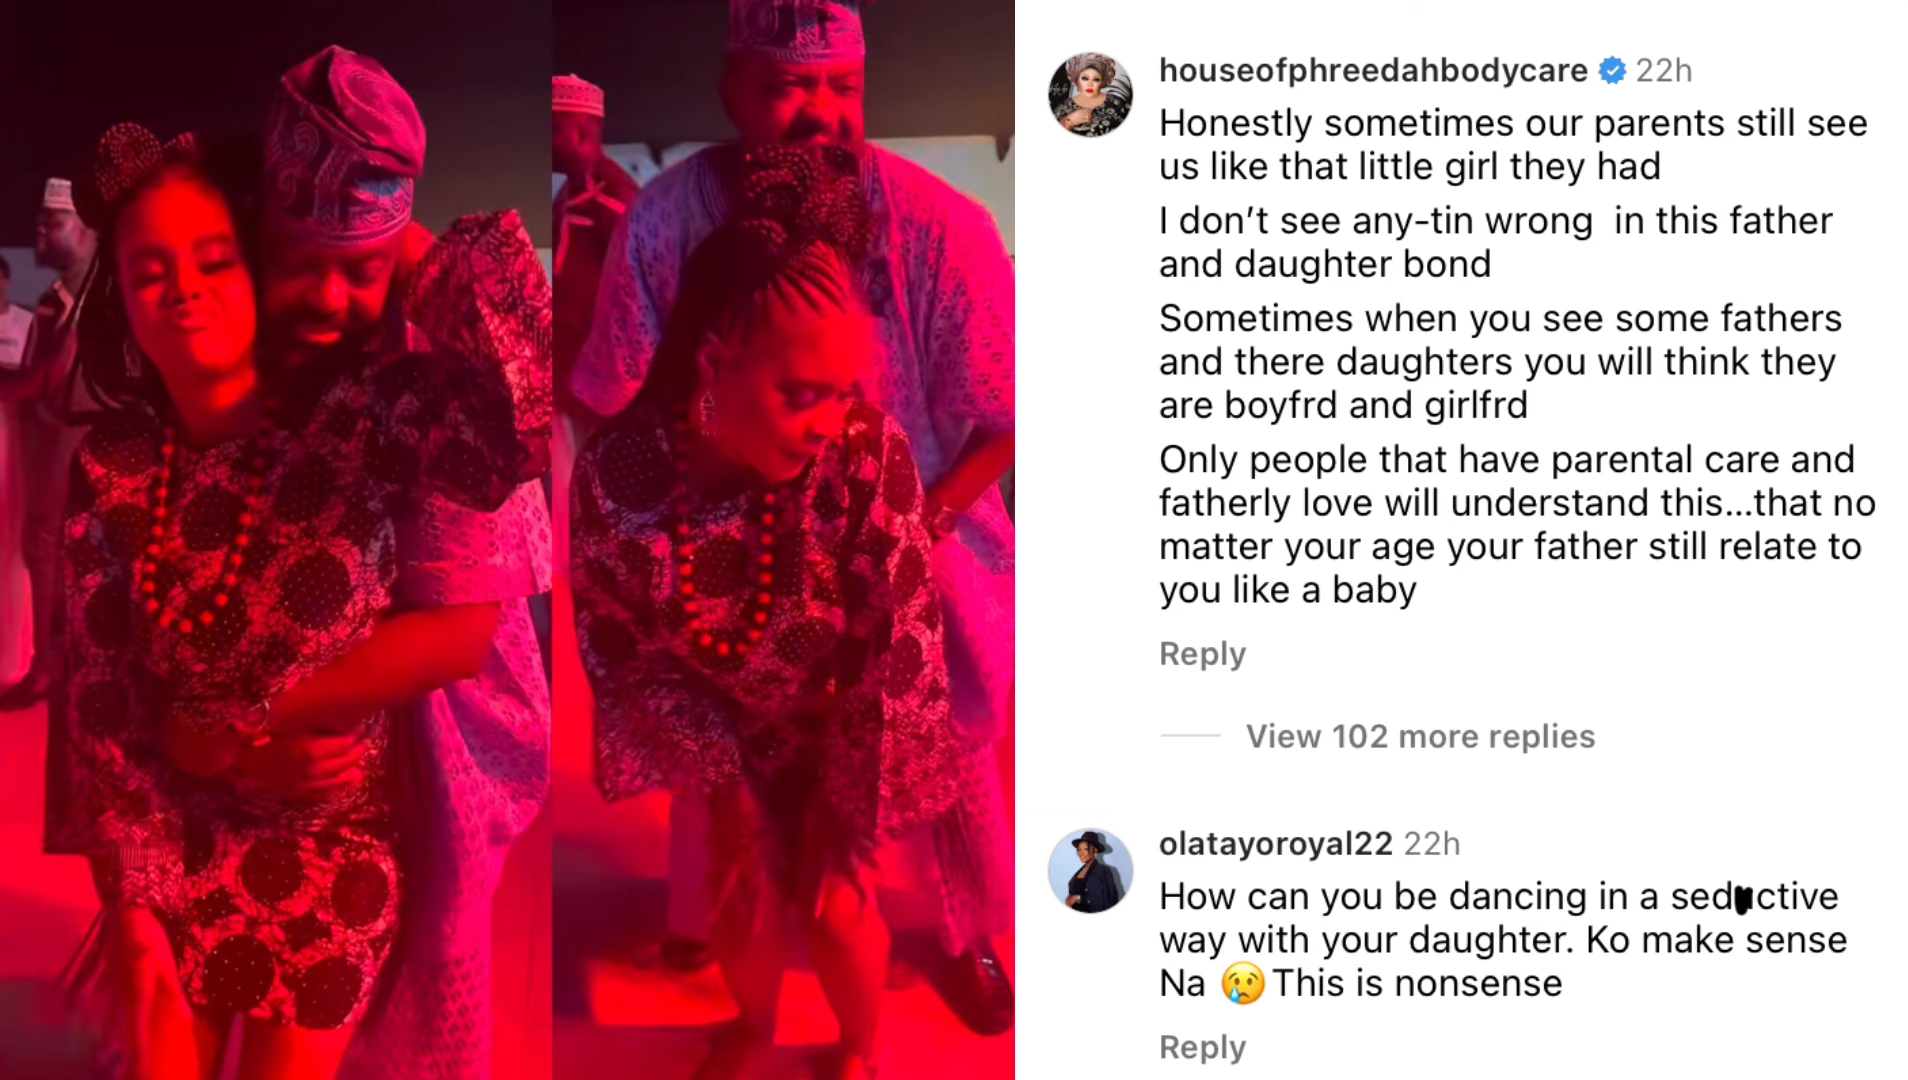 houseofphreedahbodycare 22h
Honestly sometimes our parents still see
us like that little girl they had
I don’t see any-tin wrong  in this father
and daughter bond
Sometimes when you see some fathers
and there daughters you will think they
are boyfrd and girlfrd
Only people that have parental care and
fatherly love will understand this...that no
matter your age your father still relate to
you like a baby
Reply
View 102 more replies
olatayoroyal22 22h
How can you be dancing in a seductive
way with your daughter. Ko make sense
Na 😢 This is nonsense
Reply